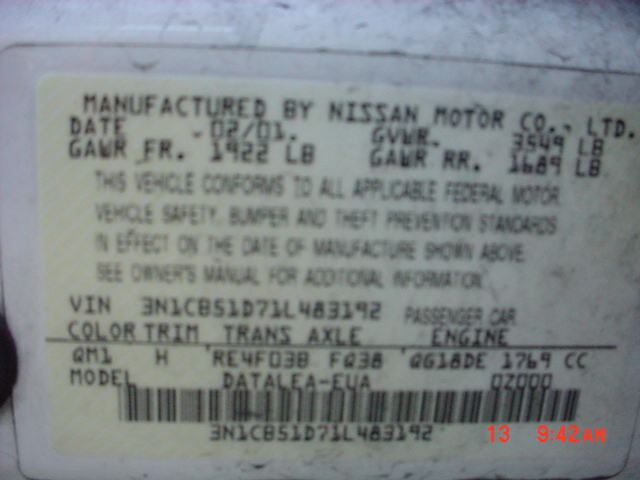 MANUFACTURED BY NISSAN MOTOR CO., LTD.
DATE 02/01. GVWR. 3549 LB
GAWR FR. 1922 LB GAWR RR. 1689 LB
THIS VEHICLE CONFORMS TO ALL APPLICABLE FEDERAL MOTOR
VEHICLE SAFETY, BUMPER AND THEFT PREVENTION STANDARDS
IN EFFECT ON THE DATE OF MANUFACTURE SHOWN ABOVE.
SEE OWNER'S MANUAL FOR ADDITIONAL INFORMATION.
VIN 3N1CB51D71L483192 PASSENGER CAR
COLOR TRIM TRANS AXLE ENGINE
QM1 H RE4F03B FQ38 QG18DE 1769 CC
MODEL DATALEA-EUA 0Z000
3N1CB51D71L483192
13 9:42AM